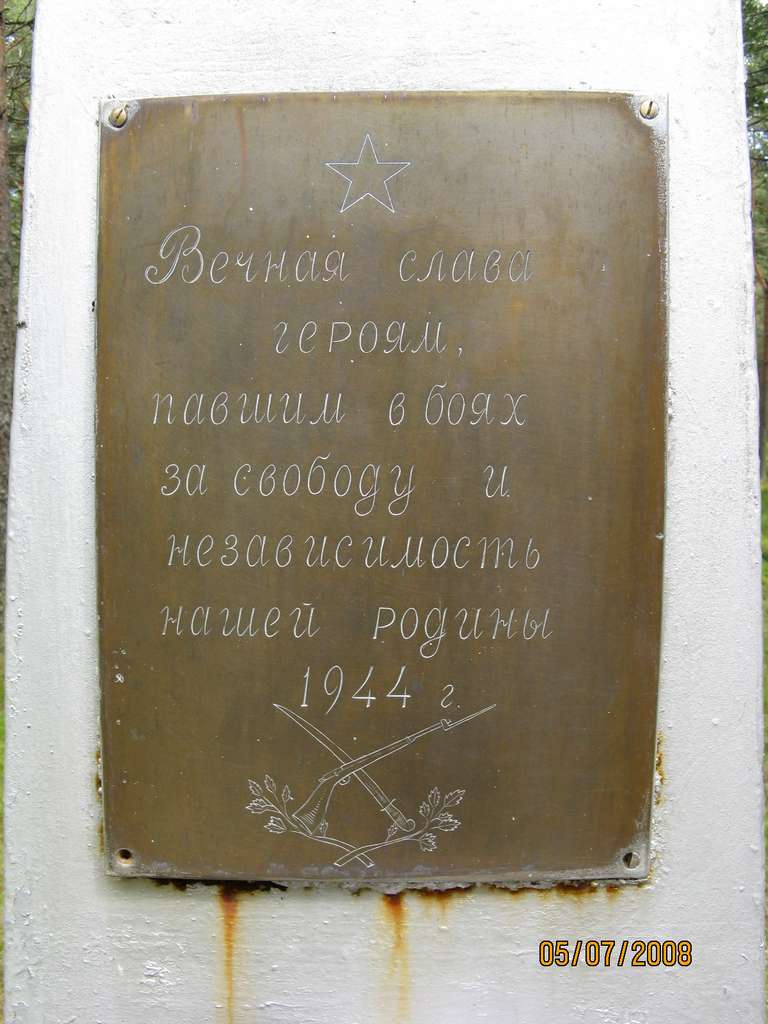 Вечная слава
героям,
павшим в боях
за свободу и
независимость
нашей родины
1944 г.
05/07/2008